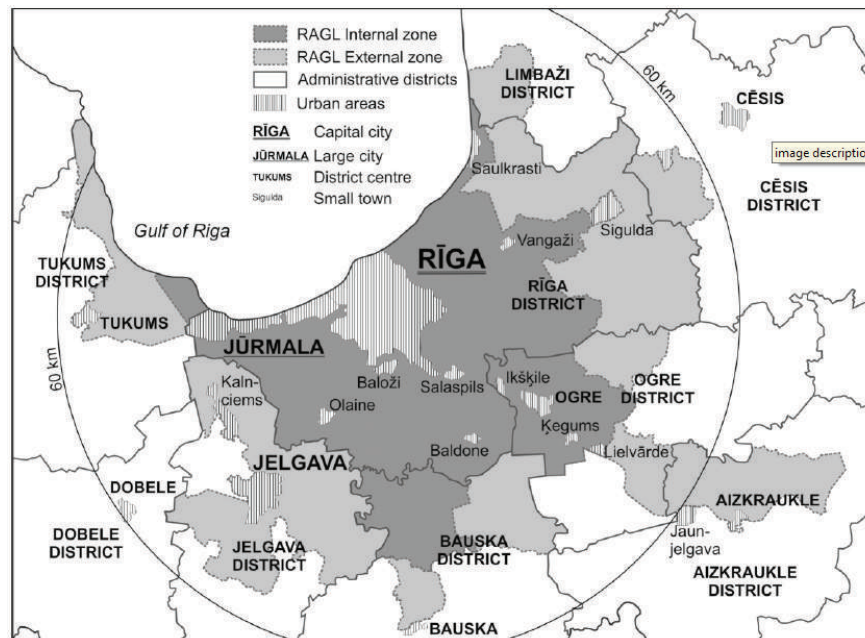 RAGL Internal zone
RAGL External zone
Administrative districts
Urban areas
RĪGA Capital city
JŪRMALA Large city
TUKUMS District centre
Sigulda Small town
Gulf of Riga
60 km
60 km
LIMBAŽI
DISTRICT
CĒSIS
image descriptio
CĒSIS
DISTRICT
Saulkrasti
Vangaži
Sigulda
RĪGA
RĪGA
DISTRICT
TUKUMS
DISTRICT
TUKUMS
JŪRMALA
Kaln-
ciems
Baloži
Salaspils
Olaine
Baldone
Ikšķile
OGRE
Ķegums
OGRE
DISTRICT
Lielvārde
JELGAVA
DOBELE
DOBELE
DISTRICT
JELGAVA
DISTRICT
BAUSKA
DISTRICT
BAUSKA
AIZKRAUKLE
Jaun-
jelgava
AIZKRAUKLE
DISTRICT